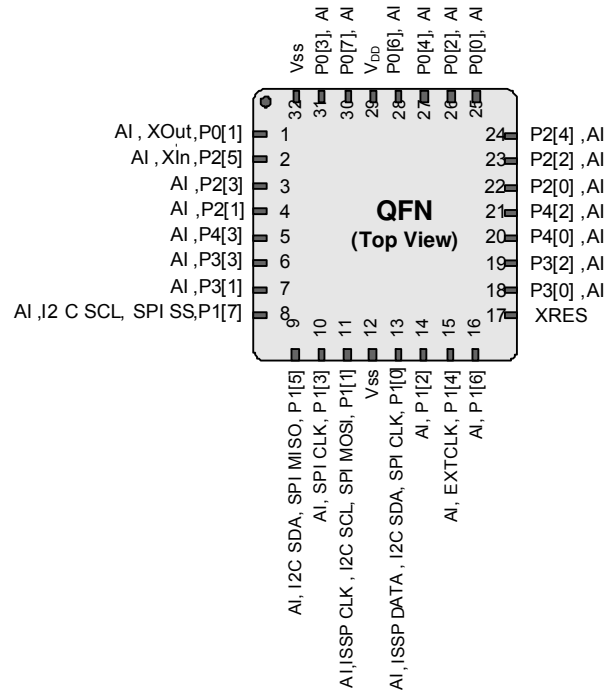 Vss
P0[3], AI
P0[7], AI
VDD
P0[6], AI
P0[4], AI
P0[2], AI
P0[0], AI
32
31
30
29
28
27
26
25
AI , XOut,P0[1]
1
AI ,XIn,P2[5]
2
AI ,P2[3]
3
AI ,P2[1]
4
AI ,P4[3]
5
AI ,P3[3]
6
AI ,P3[1]
7
AI ,I2 C SCL, SPI SS,P1[7]
8
QFN
(Top View)
24
P2[4] ,AI
23
P2[2] ,AI
22
P2[0] ,AI
21
P4[2] ,AI
20
P4[0] ,AI
19
P3[2] ,AI
18
P3[0] ,AI
17
XRES
9
10
11
12
13
14
15
16
AI, I2C SDA, SPI MISO, P1[5]
AI, SPI CLK, P1[3]
AI,ISSP CLK , I2C SCL, SPI MOSI, P1[1]
Vss
AI, ISSP DATA , I2C SDA, SPI CLK, P1[0]
AI, P1[2]
AI, EXTCLK, P1[4]
AI, P1[6]